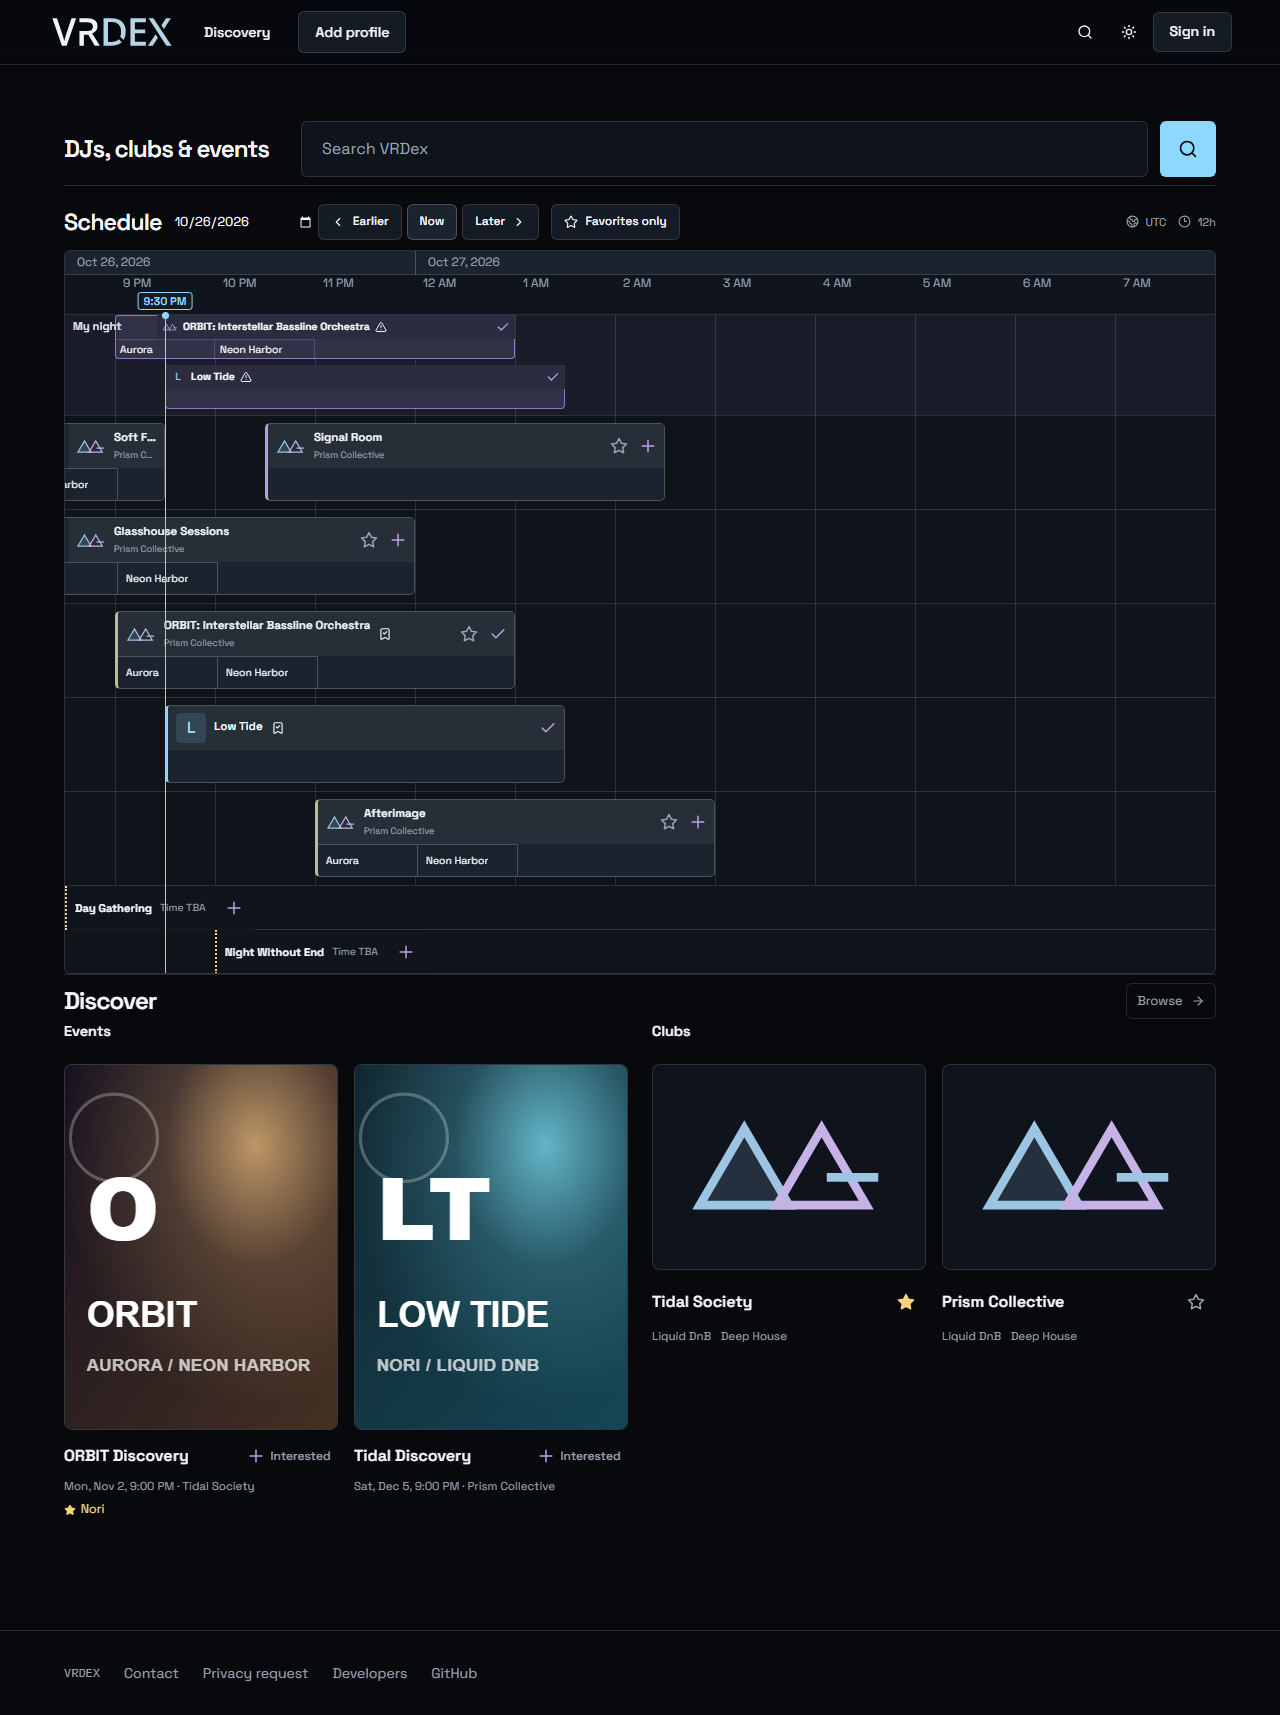 VRDEX Discovery Add profile Sign in
DJs, clubs & events Search VRDex
Schedule 10/26/2026 Earlier Now Later Favorites only UTC 12h
Oct 26, 2026 Oct 27, 2026
9 PM 10 PM 11 PM 12 AM 1 AM 2 AM 3 AM 4 AM 5 AM 6 AM 7 AM
9:30 PM
My night ORBIT: Interstellar Bassline Orchestra
Aurora Neon Harbor
L Low Tide
Soft F... Signal Room
Prism C... Prism Collective
arbor
Glasshouse Sessions
Prism Collective
Neon Harbor
ORBIT: Interstellar Bassline Orchestra
Prism Collective
Aurora Neon Harbor
L Low Tide
Afterimage
Prism Collective
Aurora Neon Harbor
Day Gathering Time TBA
Night Without End Time TBA
Discover Browse
Events Clubs
O LT
ORBIT LOW TIDE
AURORA / NEON HARBOR NORI / LIQUID DNB
Tidal Society Prism Collective
Liquid DnB Deep House Liquid DnB Deep House
ORBIT Discovery Interested Tidal Discovery Interested
Mon, Nov 2, 9:00 PM · Tidal Society Sat, Dec 5, 9:00 PM · Prism Collective
Nori
VRDEX Contact Privacy request Developers GitHub